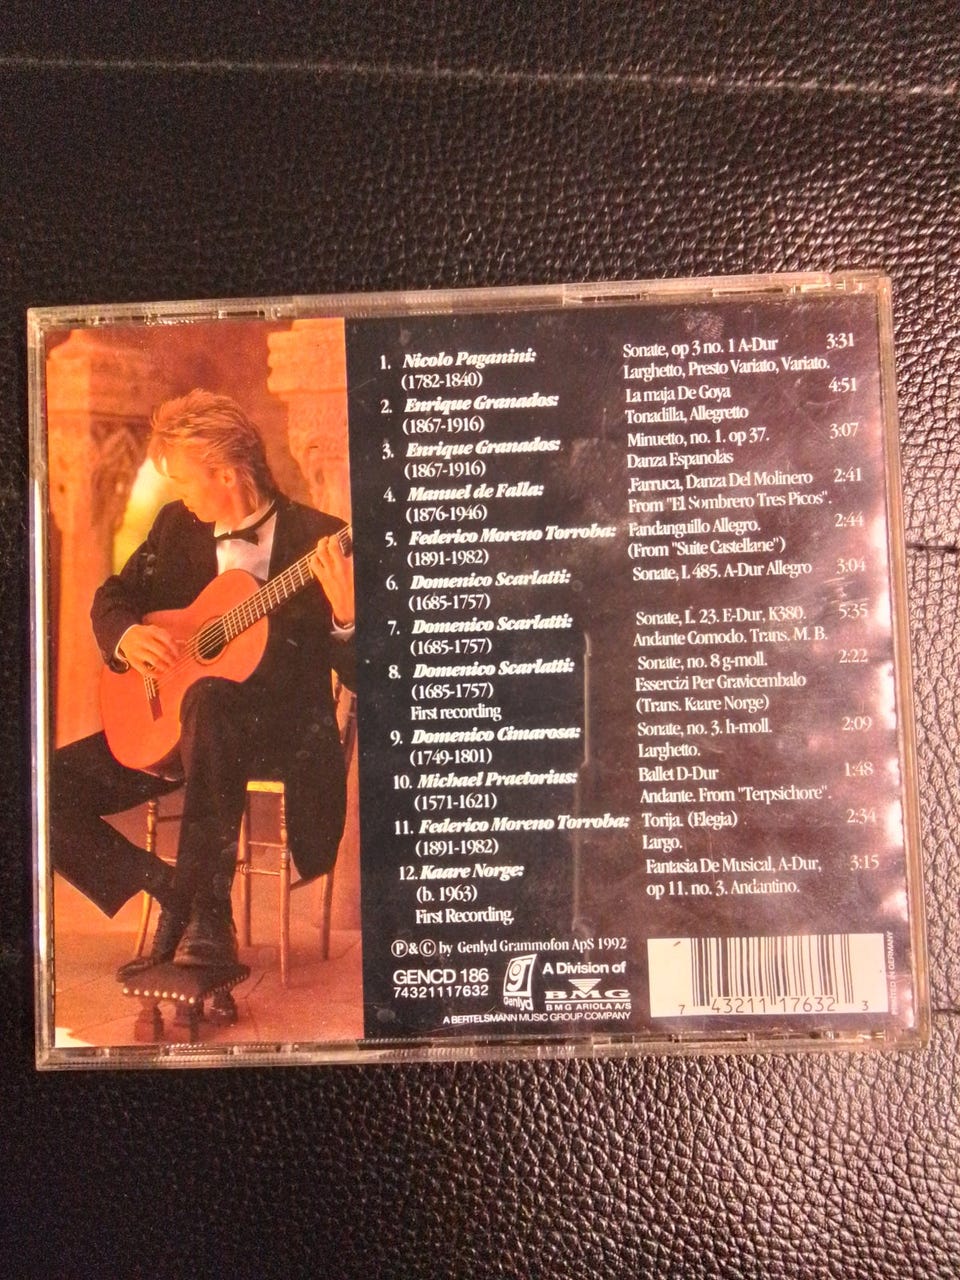 1. Nicolo Paganini: Sonate, op 3 no. 1 A-Dur 3:31
(1782-1840) Larghetto, Presto Variato, Variato.
2. Enrique Granados: La maja De Goya 4:51
(1867-1916) Tonadilla, Allegretto
3. Enrique Granados: Minuetto, no. 1. op 37. 3:07
(1867-1916) Danza Espanolas
4. Manuel de Falla: ,Farruca, Danza Del Molinero 2:41
(1876-1946) From "El Sombrero Tres Picos".
5. Federico Moreno Torroba: Fandanguillo Allegro. 2:44
(1891-1982) (From "Suite Castellane")
6. Domenico Scarlatti: Sonate, L 485. A-Dur Allegro 3:04
(1685-1757)
7. Domenico Scarlatti: Sonate, L. 23. E-Dur, K380. 5:35
(1685-1757) Andante Comodo. Trans. M. B.
8. Domenico Scarlatti: Sonate, no. 8 g-moll. 2:22
(1685-1757) Essercizi Per Gravicembalo
First recording (Trans. Kaare Norge)
9. Domenico Cimarosa: Sonate, no. 3. h-moll. 2:09
(1749-1801) Larghetto.
10. Michael Praetorius: Ballet D-Dur 1:48
(1571-1621) Andante. From "Terpsichore".
11. Federico Moreno Torroba: Torija. (Elegia) 2:34
(1891-1982) Largo.
12. Kaare Norge: Fantasia De Musical, A-Dur, 3:15
(b. 1963) op 11. no. 3. Andantino.
First Recording.
Ⓟ&Ⓒ by Genlyd Grammofon ApS 1992
GENCD 186
74321117632
g
Genlyd
A Division of
BMG
BMG ARIOLA A/S
A BERTELSMANN MUSIC GROUP COMPANY
7 43211 17632 3
PRINTED IN GERMANY